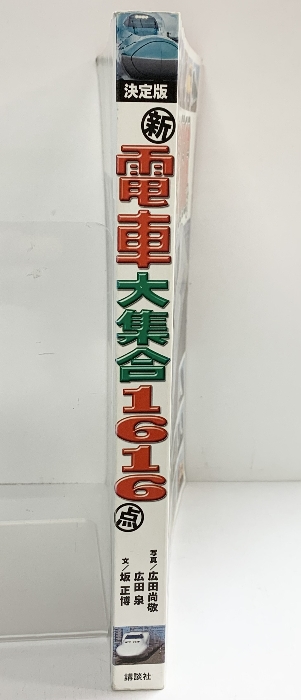 決定版
新
電車大集合1616点
写真/広田尚敬
広田 泉
文/坂 正博
講談社